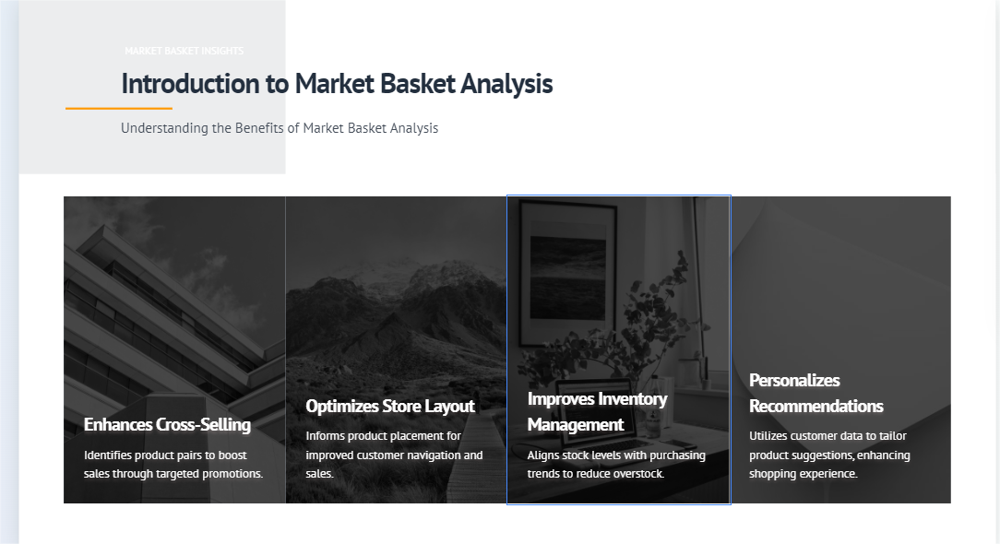 MARKET BASKET INSIGHTS
Introduction to Market Basket Analysis
Understanding the Benefits of Market Basket Analysis
Enhances Cross-Selling
Identifies product pairs to boost
sales through targeted promotions.
Optimizes Store Layout
Informs product placement for
improved customer navigation and
sales.
Improves Inventory
Management
Aligns stock levels with purchasing
trends to reduce overstock.
Personalizes
Recommendations
Utilizes customer data to tailor
product suggestions, enhancing
shopping experience.